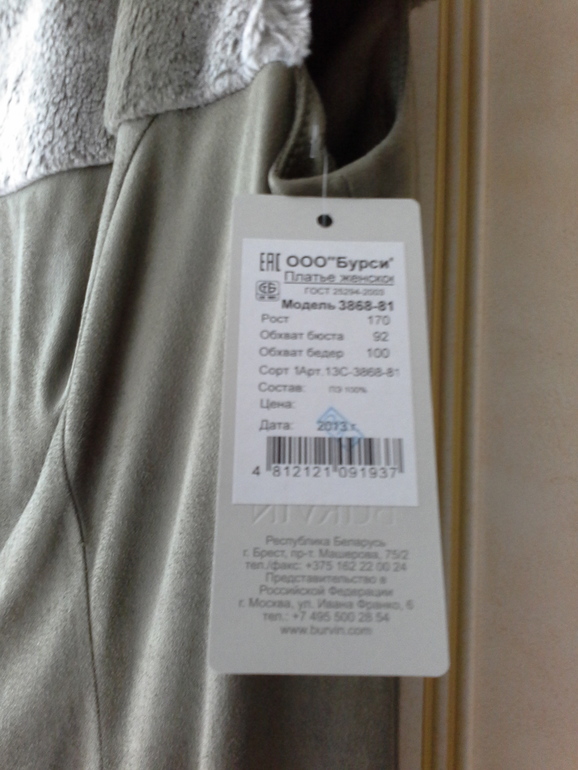 ЕАС ООО"Бурси"
Платье женское
СБ
ГОСТ 25294-2003
Модель 3868-81
Рост 170
Обхват бюста 92
Обхват бедер 100
Сорт 1Арт.13С-3868-81
Состав: ПЭ 100%
Цена:
Дата: 2013 г.
4 812121 091937
BURVIN
Республика Беларусь
г. Брест, пр-т. Машерова, 75/2
тел./факс: +375 162 22 00 24
Представительство в
Российской Федерации
г. Москва, ул. Ивана Франко, 6
тел.: +7 495 500 28 54
www.burvin.com